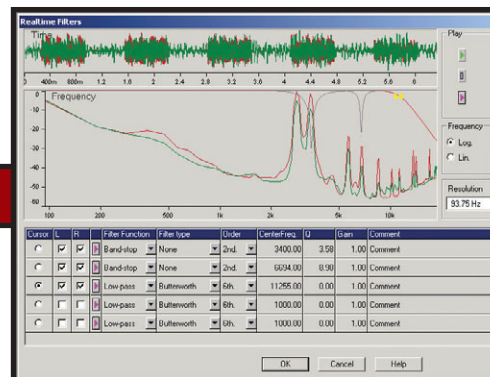 Realtime Filters
Time
0 400m 800m 1.2 1.6 2 2.4 2.8 3.2 3.6 4 4.4 4.8 5.2 5.6 6
Play
Frequency
0
-10
-20
-30
-40
-50
-60
100 200 500 1k 2k 5k 10k
Frequency
Log.
Lin.
Resolution
93.75 Hz
Cursor L R Filter Function Filter type Order CenterFreq. Q Gain Comment
Band-stop None 2nd. 3400.00 3.58 1.00 Comment
Band-stop None 2nd. 6694.00 8.98 1.00 Comment
Low-pass Butterworth 6th. 11255.00 0.00 1.00 Comment
Low-pass Butterworth 6th. 1000.00 0.00 1.00 Comment
Low-pass Butterworth 6th. 1000.00 0.00 1.00 Comment
OK Cancel Help